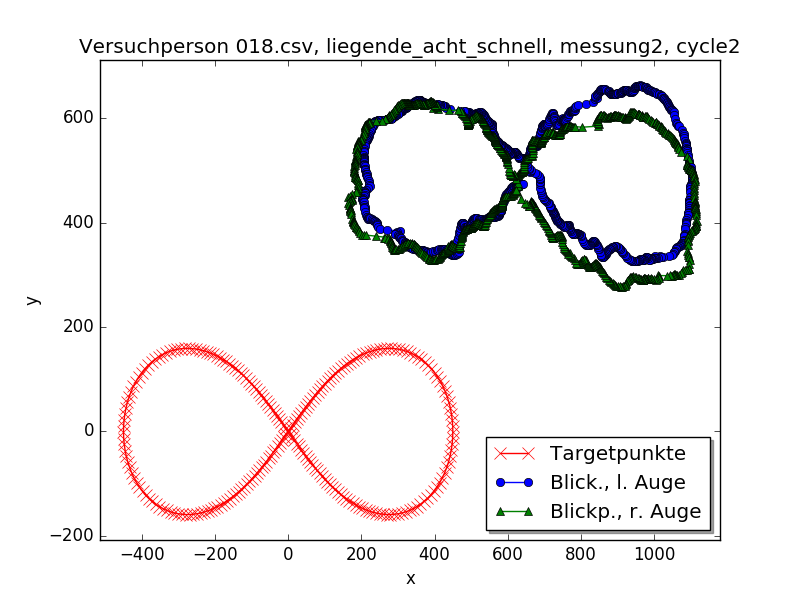 Versuchperson 018.csv, liegende_acht_schnell, messung2, cycle2
y
600
400
200
0
−200
−400
−200
0
200
400
600
800
1000
x
Targetpunkte
Blick., l. Auge
Blickp., r. Auge